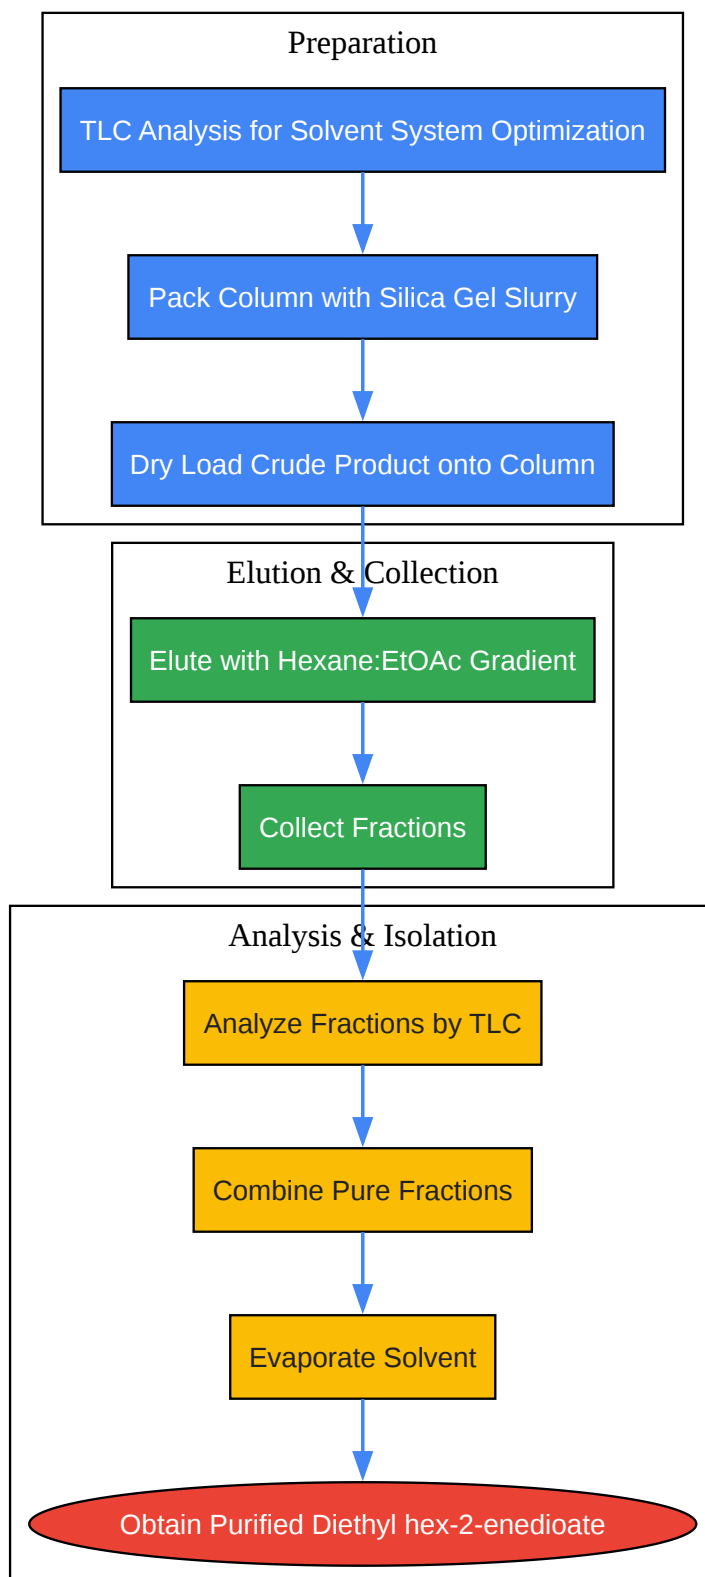 Preparation
TLC Analysis for Solvent System Optimization
Pack Column with Silica Gel Slurry
Dry Load Crude Product onto Column
Elution & Collection
Elute with Hexane:EtOAc Gradient
Collect Fractions
Analysis & Isolation
Analyze Fractions by TLC
Combine Pure Fractions
Evaporate Solvent
Obtain Purified Diethyl hex-2-enedioate